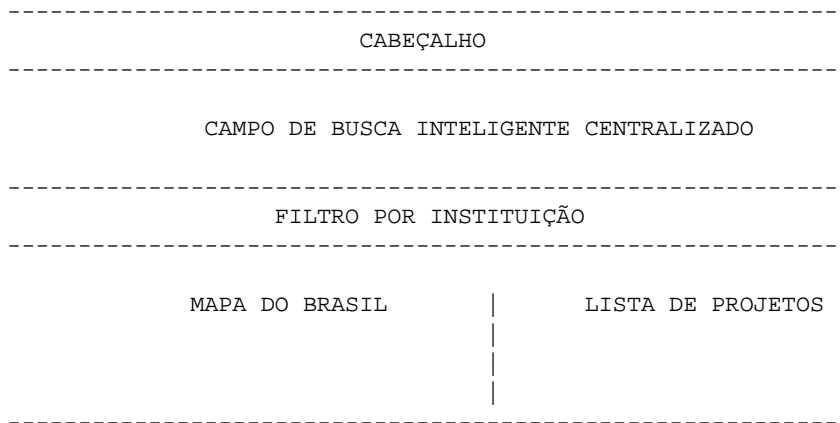 CABEÇALHO
CAMPO DE BUSCA INTELIGENTE CENTRALIZADO
FILTRO POR INSTITUIÇÃO
MAPA DO BRASIL | LISTA DE PROJETOS